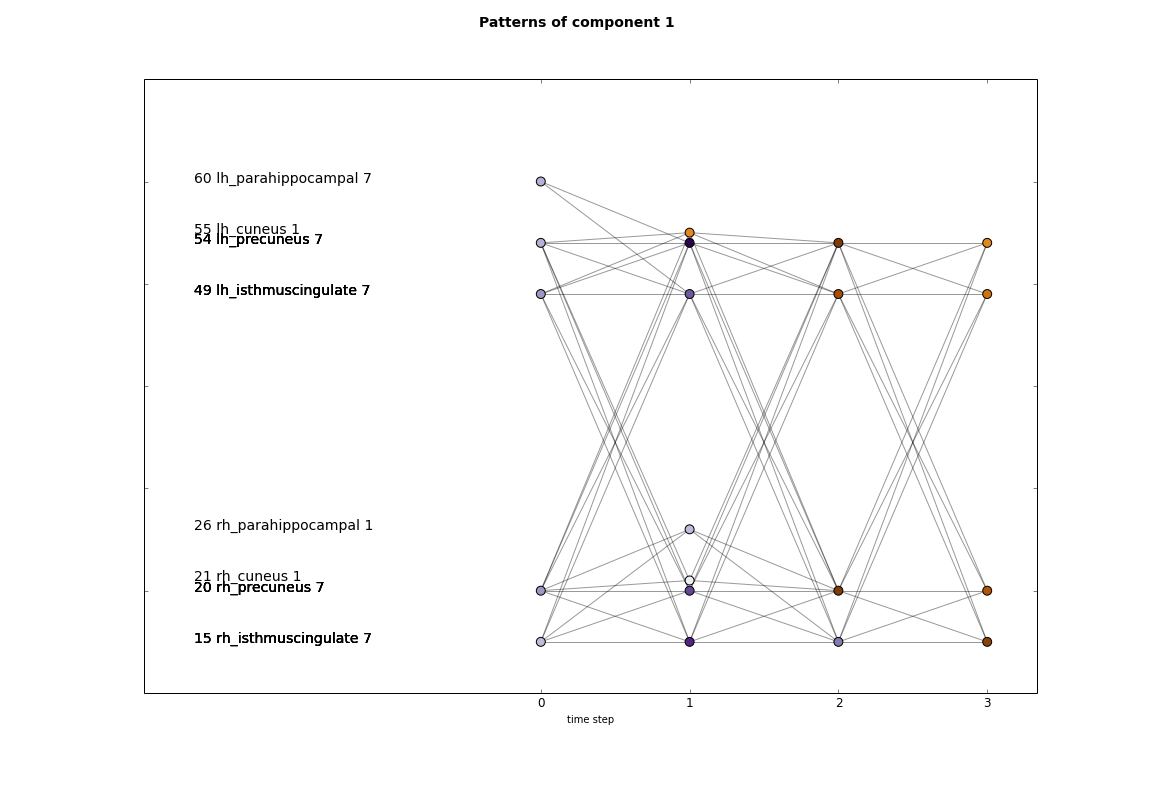 Patterns of component 1
60 lh_parahippocampal 7
55 lh_cuneus 1
54 lh_precuneus 7
49 lh_isthmuscingulate 7
26 rh_parahippocampal 1
21 rh_cuneus 1
20 rh_precuneus 7
15 rh_isthmuscingulate 7
0 1 2 3
time step